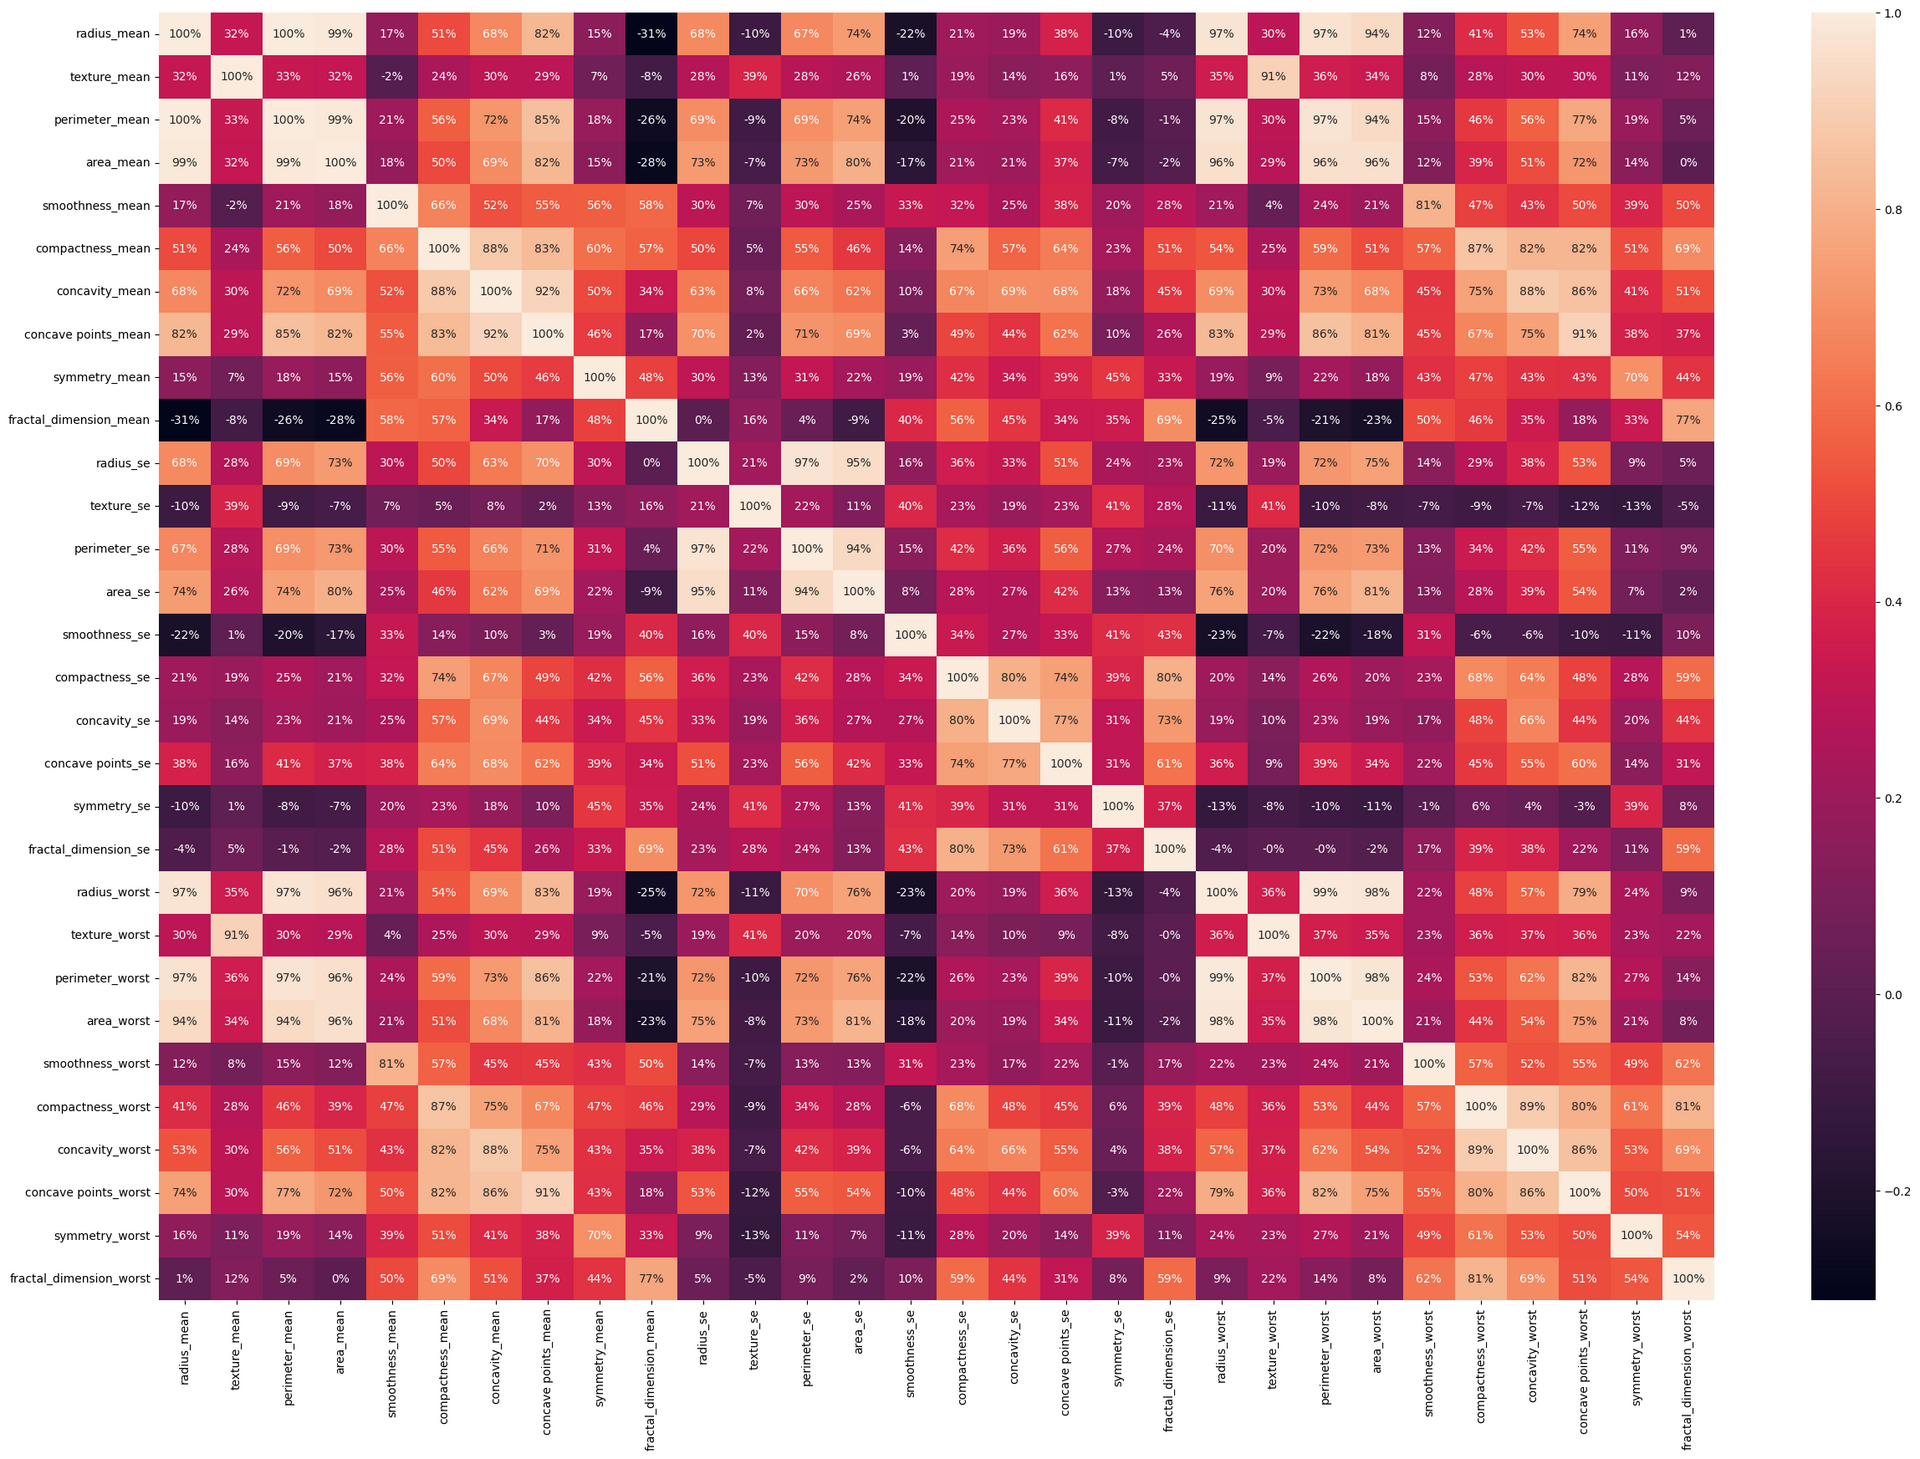 radius_mean 100% 32% 100% 99% 17% 51% 68% 82% 15% -31% 68% -10% 67% 74% -22% 21% 19% 38% -10% -4% 97% 30% 97% 94% 12% 41% 53% 74% 16% 1%
texture_mean 32% 100% 33% 32% -2% 24% 30% 29% 7% -8% 28% 39% 28% 26% 1% 19% 14% 16% 1% 5% 35% 91% 36% 34% 8% 28% 30% 30% 11% 12%
perimeter_mean 100% 33% 100% 99% 21% 56% 72% 85% 18% -26% 69% -9% 69% 74% -20% 25% 23% 41% -8% -1% 97% 30% 97% 94% 15% 46% 56% 77% 19% 5%
area_mean 99% 32% 99% 100% 18% 50% 69% 82% 15% -28% 73% -7% 73% 80% -17% 21% 21% 37% -7% -2% 96% 29% 96% 96% 12% 39% 51% 72% 14% 0%
smoothness_mean 17% -2% 21% 18% 100% 66% 52% 55% 56% 58% 30% 7% 30% 25% 33% 32% 25% 38% 20% 28% 21% 4% 24% 21% 81% 47% 43% 50% 39% 50%
compactness_mean 51% 24% 56% 50% 66% 100% 88% 83% 60% 57% 50% 5% 55% 46% 14% 74% 57% 64% 23% 51% 54% 25% 59% 51% 57% 87% 82% 82% 51% 69%
concavity_mean 68% 30% 72% 69% 52% 88% 100% 92% 50% 34% 63% 8% 66% 62% 10% 67% 69% 68% 18% 45% 69% 30% 73% 68% 45% 75% 88% 86% 41% 51%
concave points_mean 82% 29% 85% 82% 55% 83% 92% 100% 46% 17% 70% 2% 71% 69% 3% 49% 44% 62% 10% 26% 83% 29% 86% 81% 45% 67% 75% 91% 38% 37%
symmetry_mean 15% 7% 18% 15% 56% 60% 50% 46% 100% 48% 30% 13% 31% 22% 19% 42% 34% 39% 45% 33% 19% 9% 22% 18% 43% 47% 43% 43% 70% 44%
fractal_dimension_mean -31% -8% -26% -28% 58% 57% 34% 17% 48% 100% 0% 16% 4% -9% 40% 56% 45% 34% 35% 69% -25% -5% -21% -23% 50% 46% 35% 18% 33% 77%
radius_se 68% 28% 69% 73% 30% 50% 63% 70% 30% 0% 100% 21% 97% 95% 16% 36% 33% 51% 24% 23% 72% 19% 72% 75% 14% 29% 38% 53% 9% 5%
texture_se -10% 39% -9% -7% 7% 5% 8% 2% 13% 16% 21% 100% 22% 11% 40% 23% 19% 23% 41% 28% -11% 41% -10% -8% -7% -9% -7% -12% -13% -5%
perimeter_se 67% 28% 69% 73% 30% 55% 66% 71% 31% 4% 97% 22% 100% 94% 15% 42% 36% 56% 27% 24% 70% 20% 72% 73% 13% 34% 42% 55% 11% 9%
area_se 74% 26% 74% 80% 25% 46% 62% 69% 22% -9% 95% 11% 94% 100% 8% 28% 27% 42% 13% 13% 76% 20% 76% 81% 13% 28% 39% 54% 7% 2%
smoothness_se -22% 1% -20% -17% 33% 14% 10% 3% 19% 40% 16% 40% 15% 8% 100% 34% 27% 33% 41% 43% -23% -7% -22% -18% 31% -6% -6% -10% -11% 10%
compactness_se 21% 19% 25% 21% 32% 74% 67% 49% 42% 56% 36% 23% 42% 28% 34% 100% 80% 74% 39% 80% 20% 14% 26% 20% 23% 68% 64% 48% 28% 59%
concavity_se 19% 14% 23% 21% 25% 57% 69% 44% 34% 45% 33% 19% 36% 27% 27% 80% 100% 77% 31% 73% 19% 10% 23% 19% 17% 48% 66% 44% 20% 44%
concave points_se 38% 16% 41% 37% 38% 64% 68% 62% 39% 34% 51% 23% 56% 42% 33% 74% 77% 100% 31% 61% 36% 9% 39% 34% 22% 45% 55% 60% 14% 31%
symmetry_se -10% 1% -8% -7% 20% 23% 18% 10% 45% 35% 24% 41% 27% 13% 41% 39% 31% 31% 100% 37% -13% -8% -10% -11% -1% 6% 4% -3% 39% 8%
fractal_dimension_se -4% 5% -1% -2% 28% 51% 45% 26% 33% 69% 23% 28% 24% 13% 43% 80% 73% 61% 37% 100% -4% -0% -0% -2% 17% 39% 38% 22% 11% 59%
radius_worst 97% 35% 97% 96% 21% 54% 69% 83% 19% -25% 72% -11% 70% 76% -23% 20% 19% 36% -13% -4% 100% 36% 99% 98% 22% 48% 57% 79% 24% 9%
texture_worst 30% 91% 30% 29% 4% 25% 30% 29% 9% -5% 19% 41% 20% 20% -7% 14% 10% 9% -8% -0% 36% 100% 37% 35% 23% 36% 37% 36% 23% 22%
perimeter_worst 97% 36% 97% 96% 24% 59% 73% 86% 22% -21% 72% -10% 72% 76% -22% 26% 23% 39% -10% -0% 99% 37% 100% 98% 24% 53% 62% 82% 27% 14%
area_worst 94% 34% 94% 96% 21% 51% 68% 81% 18% -23% 75% -8% 73% 81% -18% 20% 19% 34% -11% -2% 98% 35% 98% 100% 21% 44% 54% 75% 21% 8%
smoothness_worst 12% 8% 15% 12% 81% 57% 45% 45% 43% 50% 14% -7% 13% 13% 31% 23% 17% 22% -1% 17% 22% 23% 24% 21% 100% 57% 52% 55% 49% 62%
compactness_worst 41% 28% 46% 39% 47% 87% 75% 67% 47% 46% 29% -9% 34% 28% -6% 68% 48% 45% 6% 39% 48% 36% 53% 44% 57% 100% 89% 80% 61% 81%
concavity_worst 53% 30% 56% 51% 43% 82% 88% 75% 43% 35% 38% -7% 42% 39% -6% 64% 66% 55% 4% 38% 57% 37% 62% 54% 52% 89% 100% 86% 53% 69%
concave points_worst 74% 30% 77% 72% 50% 82% 86% 91% 43% 18% 53% -12% 55% 54% -10% 48% 44% 60% -3% 22% 79% 36% 82% 75% 55% 80% 86% 100% 50% 51%
symmetry_worst 16% 11% 19% 14% 39% 51% 41% 38% 70% 33% 9% -13% 11% 7% -11% 28% 20% 14% 39% 11% 24% 23% 27% 21% 49% 61% 53% 50% 100% 54%
fractal_dimension_worst 1% 12% 5% 0% 50% 69% 51% 37% 44% 77% 5% -5% 9% 2% 10% 59% 44% 31% 8% 59% 9% 22% 14% 8% 62% 81% 69% 51% 54% 100%
radius_mean
texture_mean
perimeter_mean
area_mean
smoothness_mean
compactness_mean
concavity_mean
concave points_mean
symmetry_mean
fractal_dimension_mean
radius_se
texture_se
perimeter_se
area_se
smoothness_se
compactness_se
concavity_se
concave points_se
symmetry_se
fractal_dimension_se
radius_worst
texture_worst
perimeter_worst
area_worst
smoothness_worst
compactness_worst
concavity_worst
concave points_worst
symmetry_worst
fractal_dimension_worst
1.0
0.8
0.6
0.4
0.2
0.0
−0.2